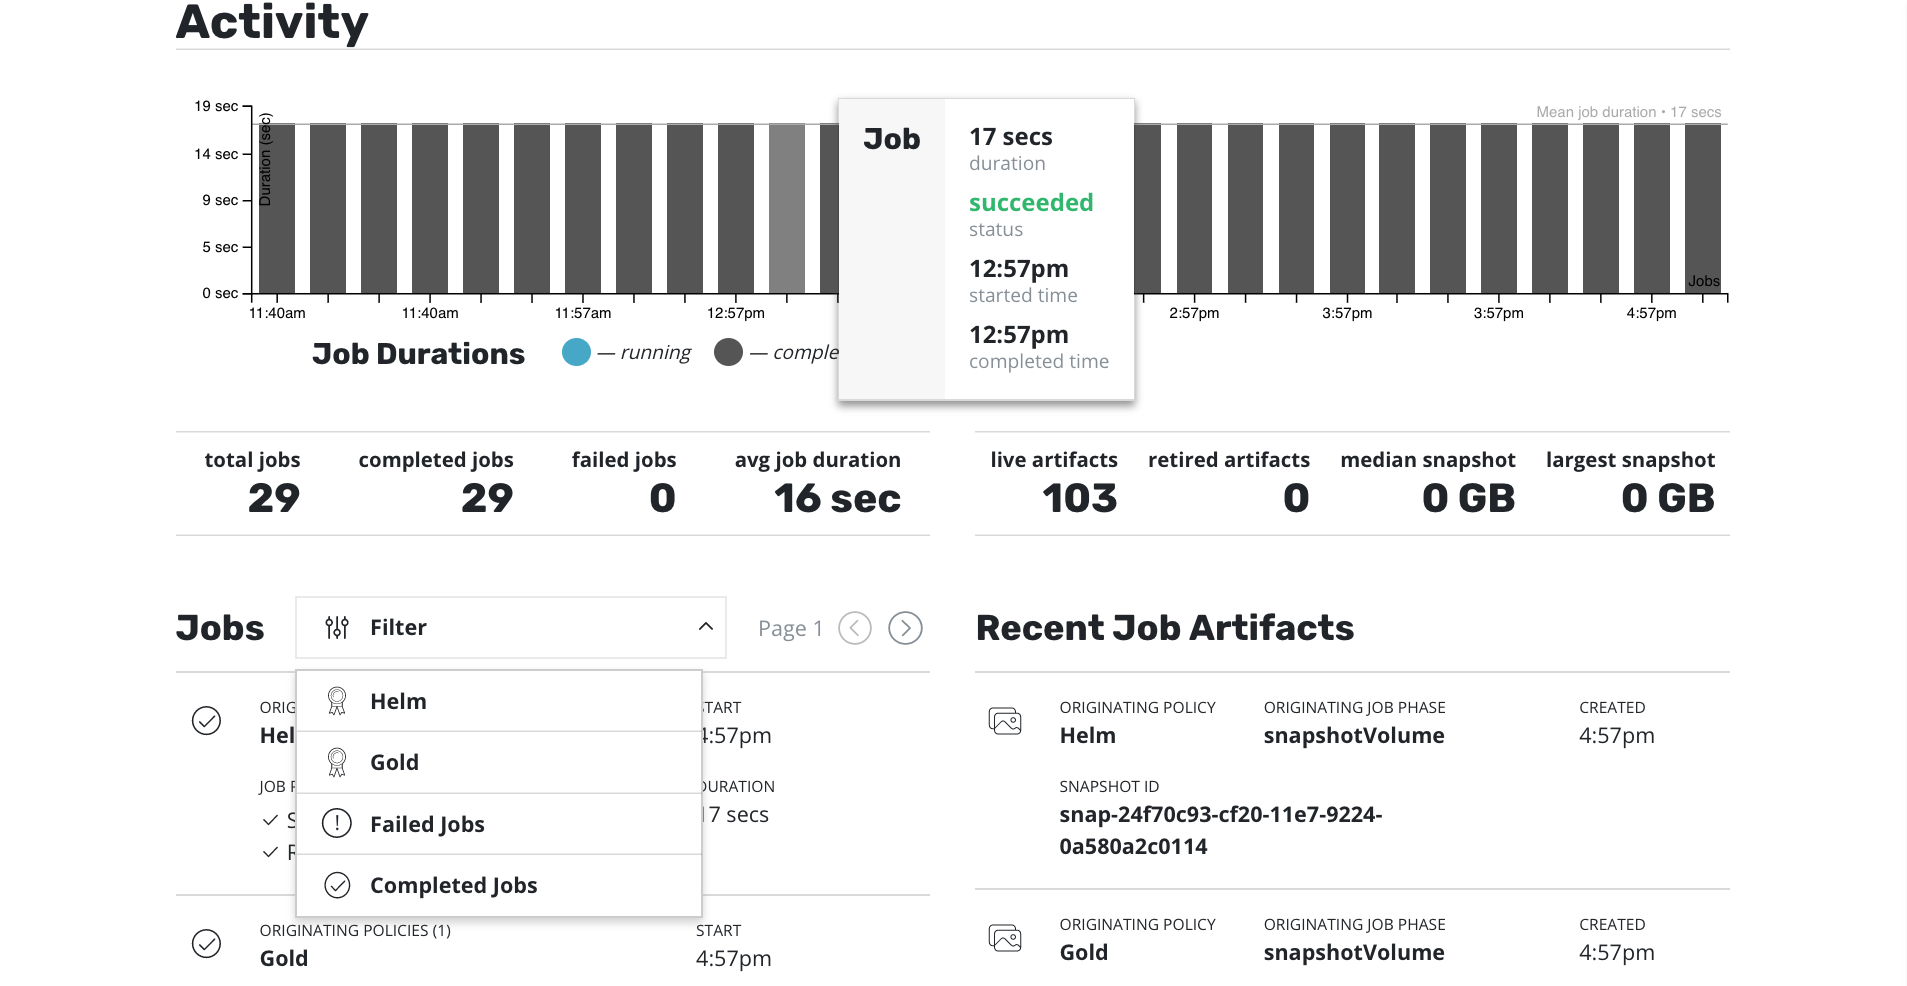 Activity
19 sec
14 sec
9 sec
5 sec
0 sec
Duration (sec)
Mean job duration • 17 secs
Jobs
11:40am 11:40am 11:57am 12:57pm 2:57pm 3:57pm 3:57pm 4:57pm
Job Durations — running — comple
Job
17 secs
duration
succeeded
status
12:57pm
started time
12:57pm
completed time
total jobs completed jobs failed jobs avg job duration
29 29 0 16 sec
live artifacts retired artifacts median snapshot largest snapshot
103 0 0 GB 0 GB
Jobs Filter Page 1
Helm
Gold
Failed Jobs
Completed Jobs
ORIG START
Hel 4:57pm
JOB DURATION
17 secs
ORIGINATING POLICIES (1) START
Gold 4:57pm
Recent Job Artifacts
ORIGINATING POLICY ORIGINATING JOB PHASE CREATED
Helm snapshotVolume 4:57pm
SNAPSHOT ID
snap-24f70c93-cf20-11e7-9224-
0a580a2c0114
ORIGINATING POLICY ORIGINATING JOB PHASE CREATED
Gold snapshotVolume 4:57pm